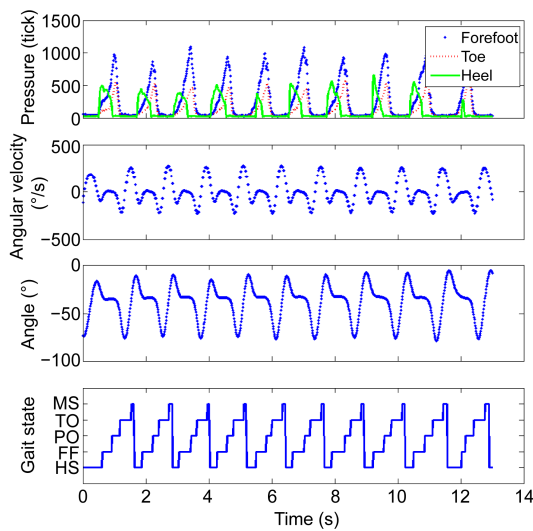 Pressure (tick)
1500
1000
500
0
Forefoot
Toe
Heel
Angular velocity
(°/s)
500
0
−500
Angle (°)
0
−50
−100
Gait state
MS
TO
PO
FF
HS
0 2 4 6 8 10 12 14
Time (s)